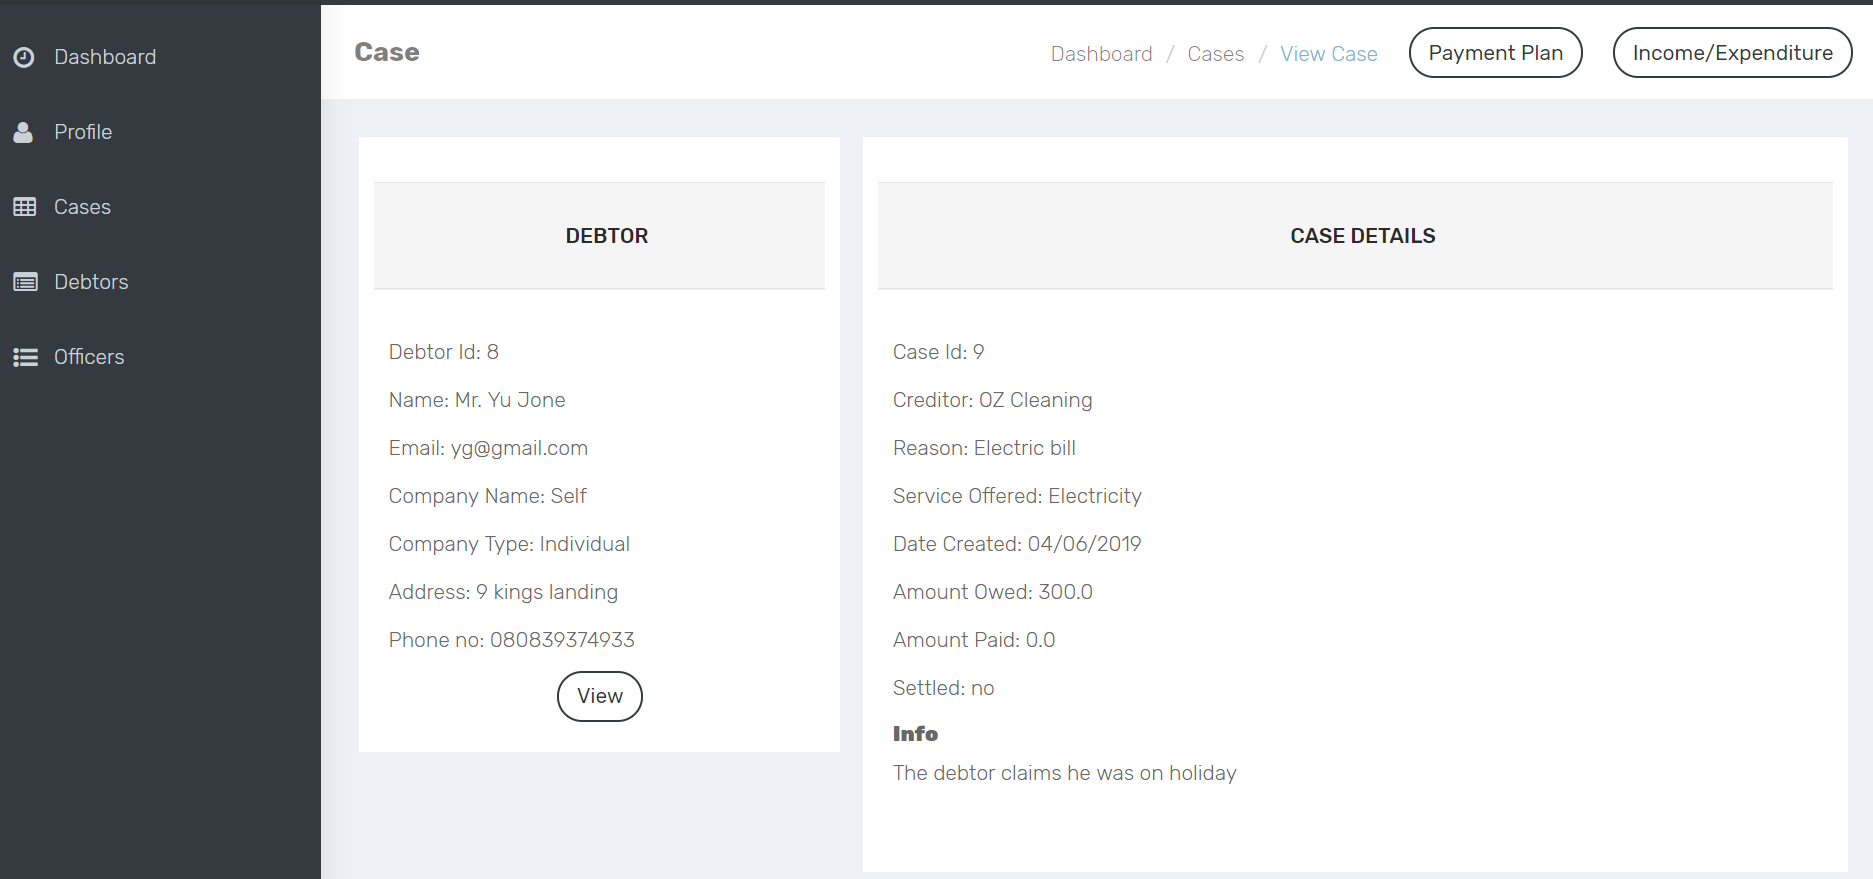 Dashboard
Profile
Cases
Debtors
Officers
Case
Dashboard / Cases / View Case
Payment Plan
Income/Expenditure
DEBTOR
Debtor Id: 8
Name: Mr. Yu Jone
Email: yg@gmail.com
Company Name: Self
Company Type: Individual
Address: 9 kings landing
Phone no: 080839374933
View
CASE DETAILS
Case Id: 9
Creditor: OZ Cleaning
Reason: Electric bill
Service Offered: Electricity
Date Created: 04/06/2019
Amount Owed: 300.0
Amount Paid: 0.0
Settled: no
Info
The debtor claims he was on holiday